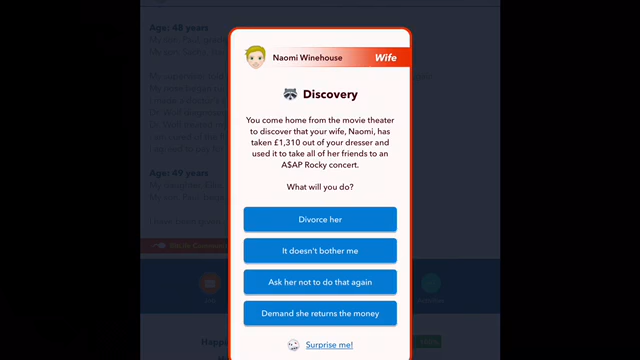 Age: 48 years
Naomi Winehouse
Wife
Discovery
You come home from the movie theater
to discover that your wife, Naomi, has
taken £1,310 out of your dresser and
used it to take all of her friends to an
A$AP Rocky concert.
What will you do?
Divorce her
It doesn't bother me
Ask her not to do that again
Demand she returns the money
Surprise me!
Age: 49 years